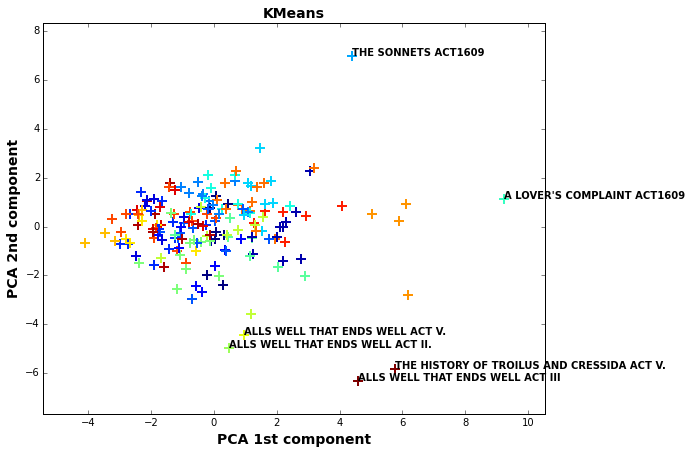 KMeans
8
THE SONNETS ACT1609
6
4
2
A LOVER'S COMPLAINT ACT1609
0
−2
−4
ALLS WELL THAT ENDS WELL ACT V.
ALLS WELL THAT ENDS WELL ACT II.
THE HISTORY OF TROILUS AND CRESSIDA ACT V.
−6
ALLS WELL THAT ENDS WELL ACT III
−4 −2 0 2 4 6 8 10
PCA 1st component
PCA 2nd component